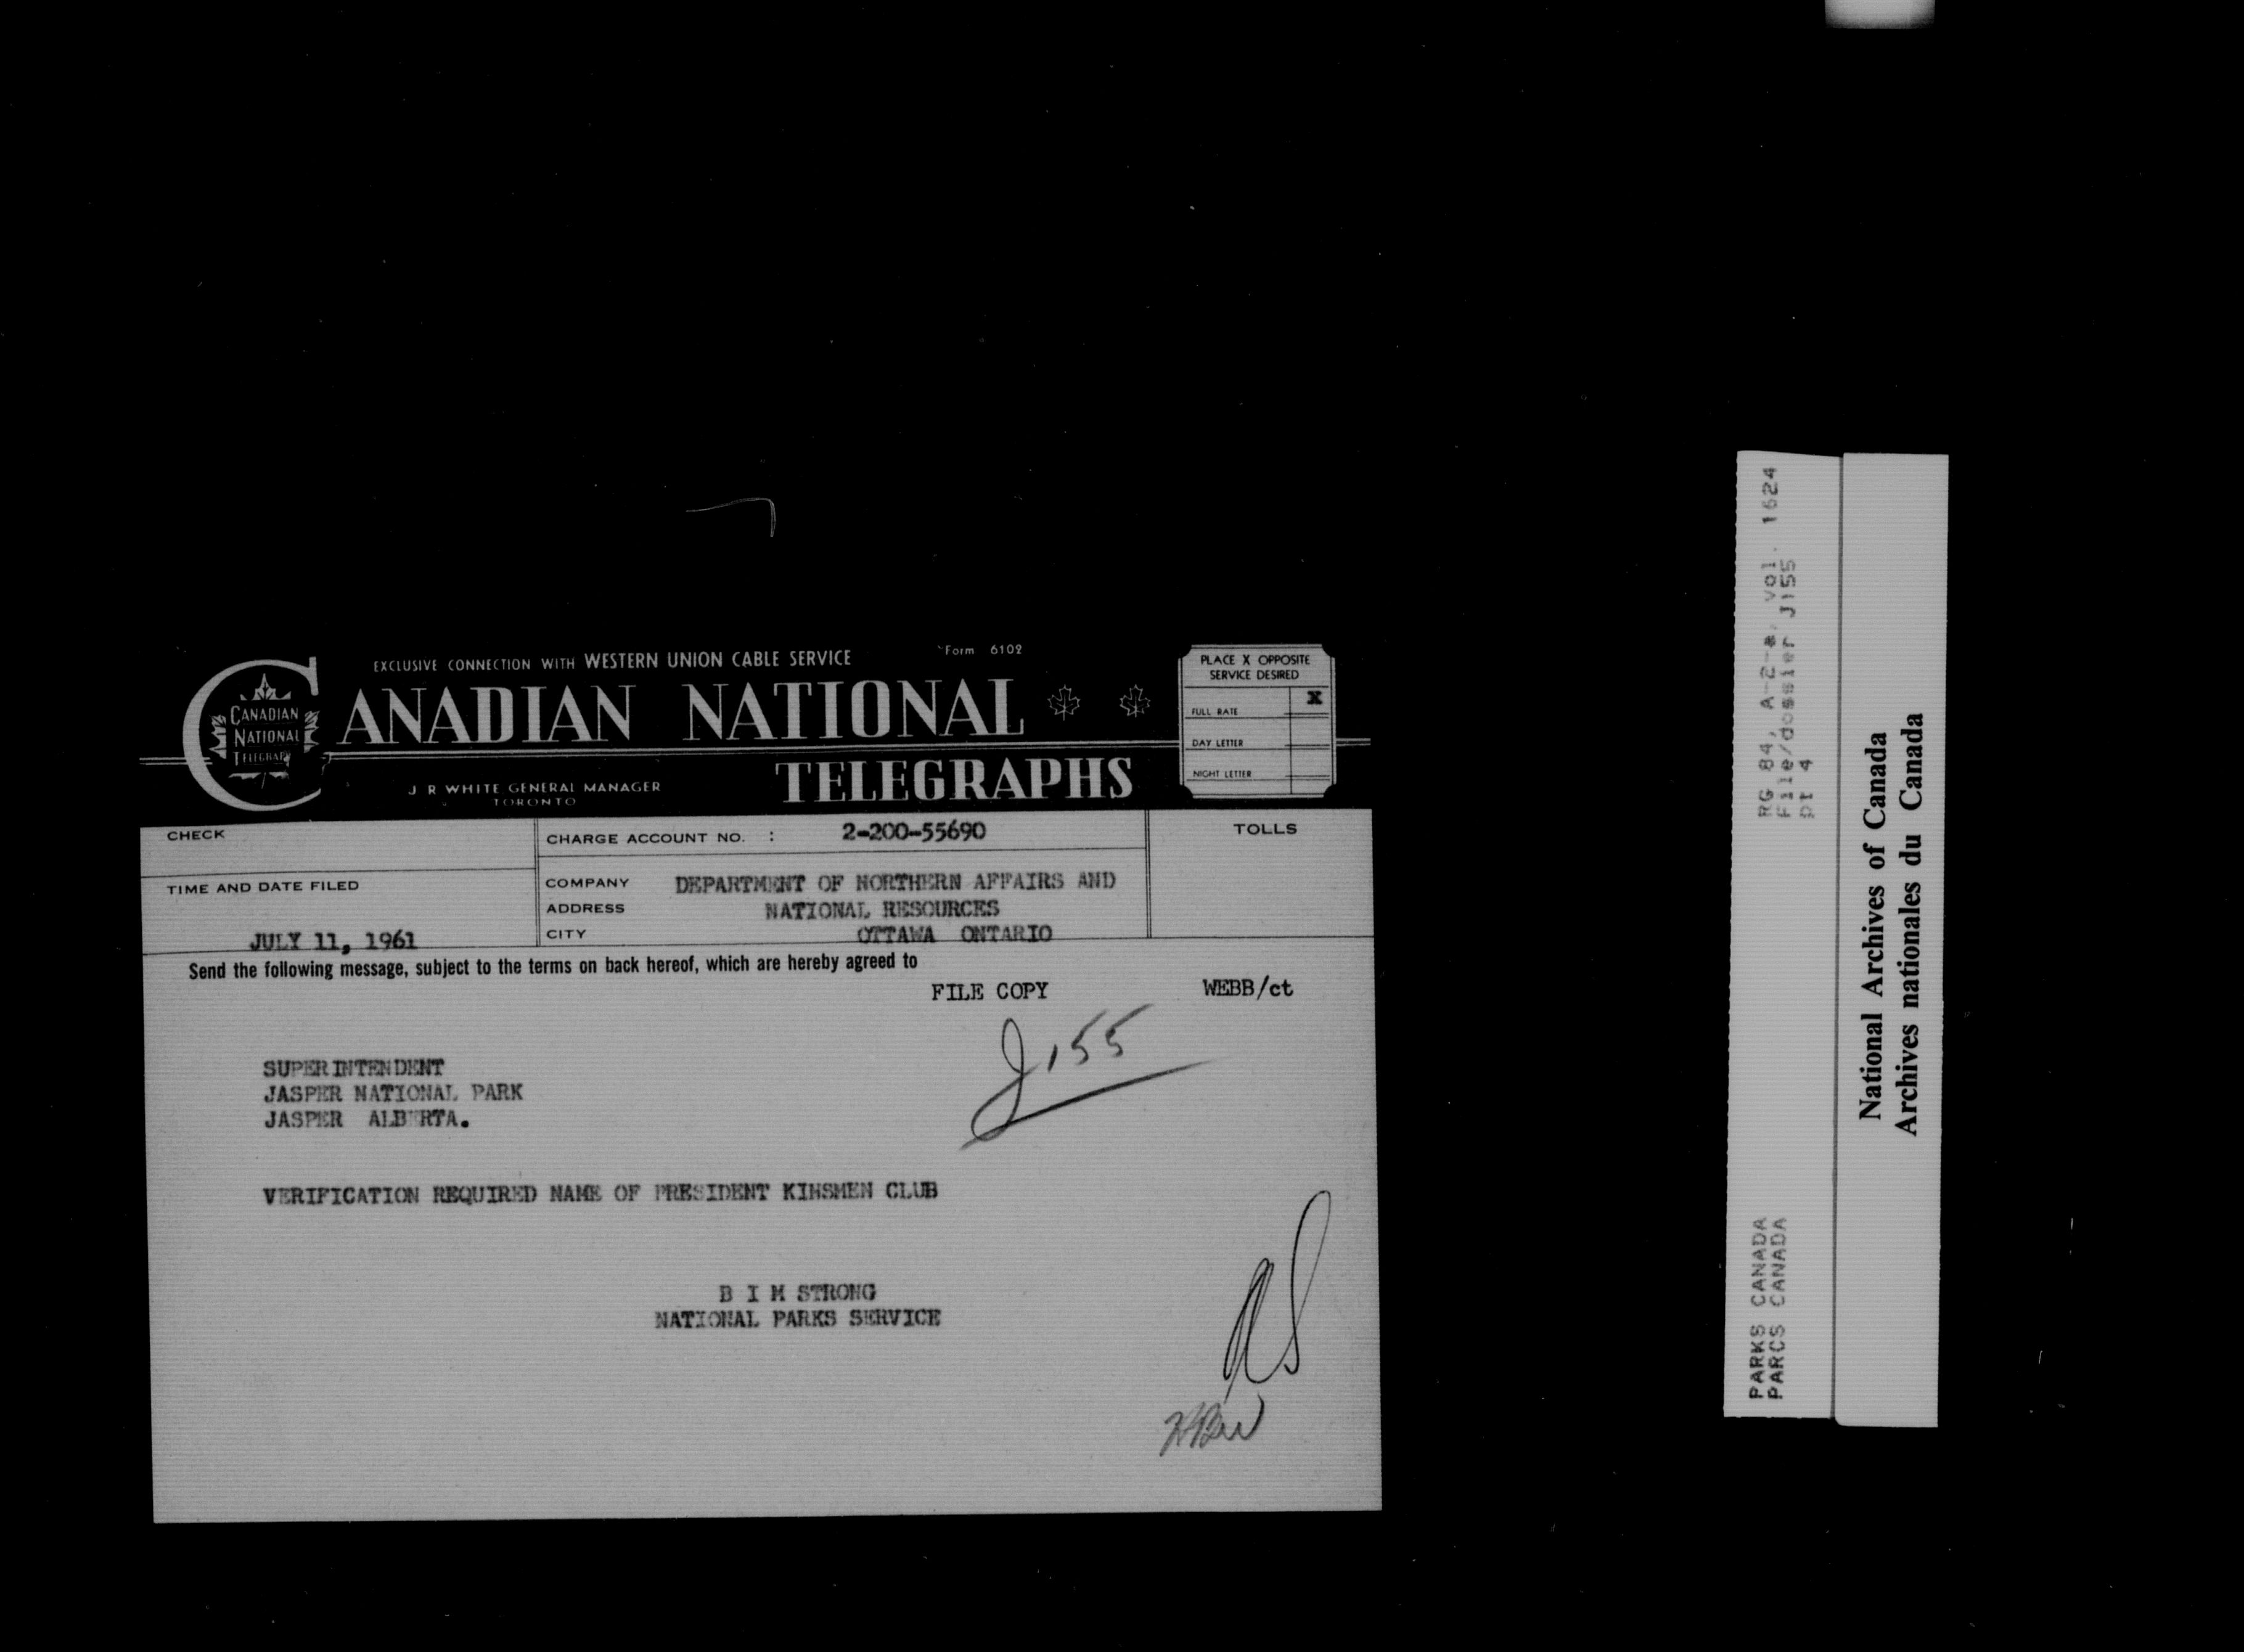 EXCLUSIVE CONNECTION WITH WESTERN UNION CABLE SERVICE
Form 6102
CANADIAN NATIONAL
TELEGRAPHS
CANADIAN
NATIONAL
TELEGRAPH
J R WHITE GENERAL MANAGER
TORONTO
PLACE X OPPOSITE
SERVICE DESIRED
FULL RATE X
DAY LETTER
NIGHT LETTER
CHECK
CHARGE ACCOUNT NO. : 2-200-55690
TOLLS
TIME AND DATE FILED
JULY 11, 1961
COMPANY DEPARTMENT OF NORTHERN AFFAIRS AND
ADDRESS NATIONAL RESOURCES
CITY OTTAWA ONTARIO
Send the following message, subject to the terms on back hereof, which are hereby agreed to
FILE COPY WEBB/ct
J155
SUPERINTENDENT
JASPER NATIONAL PARK
JASPER ALBERTA.
VERIFICATION REQUIRED NAME OF PRESIDENT KINSMEN CLUB
B I M STRONG
NATIONAL PARKS SERVICE
RG 84, A-2-a, vol. 1624
File/dossier J155
pt 4
PARKS CANADA
PARCS CANADA
National Archives of Canada
Archives nationales du Canada